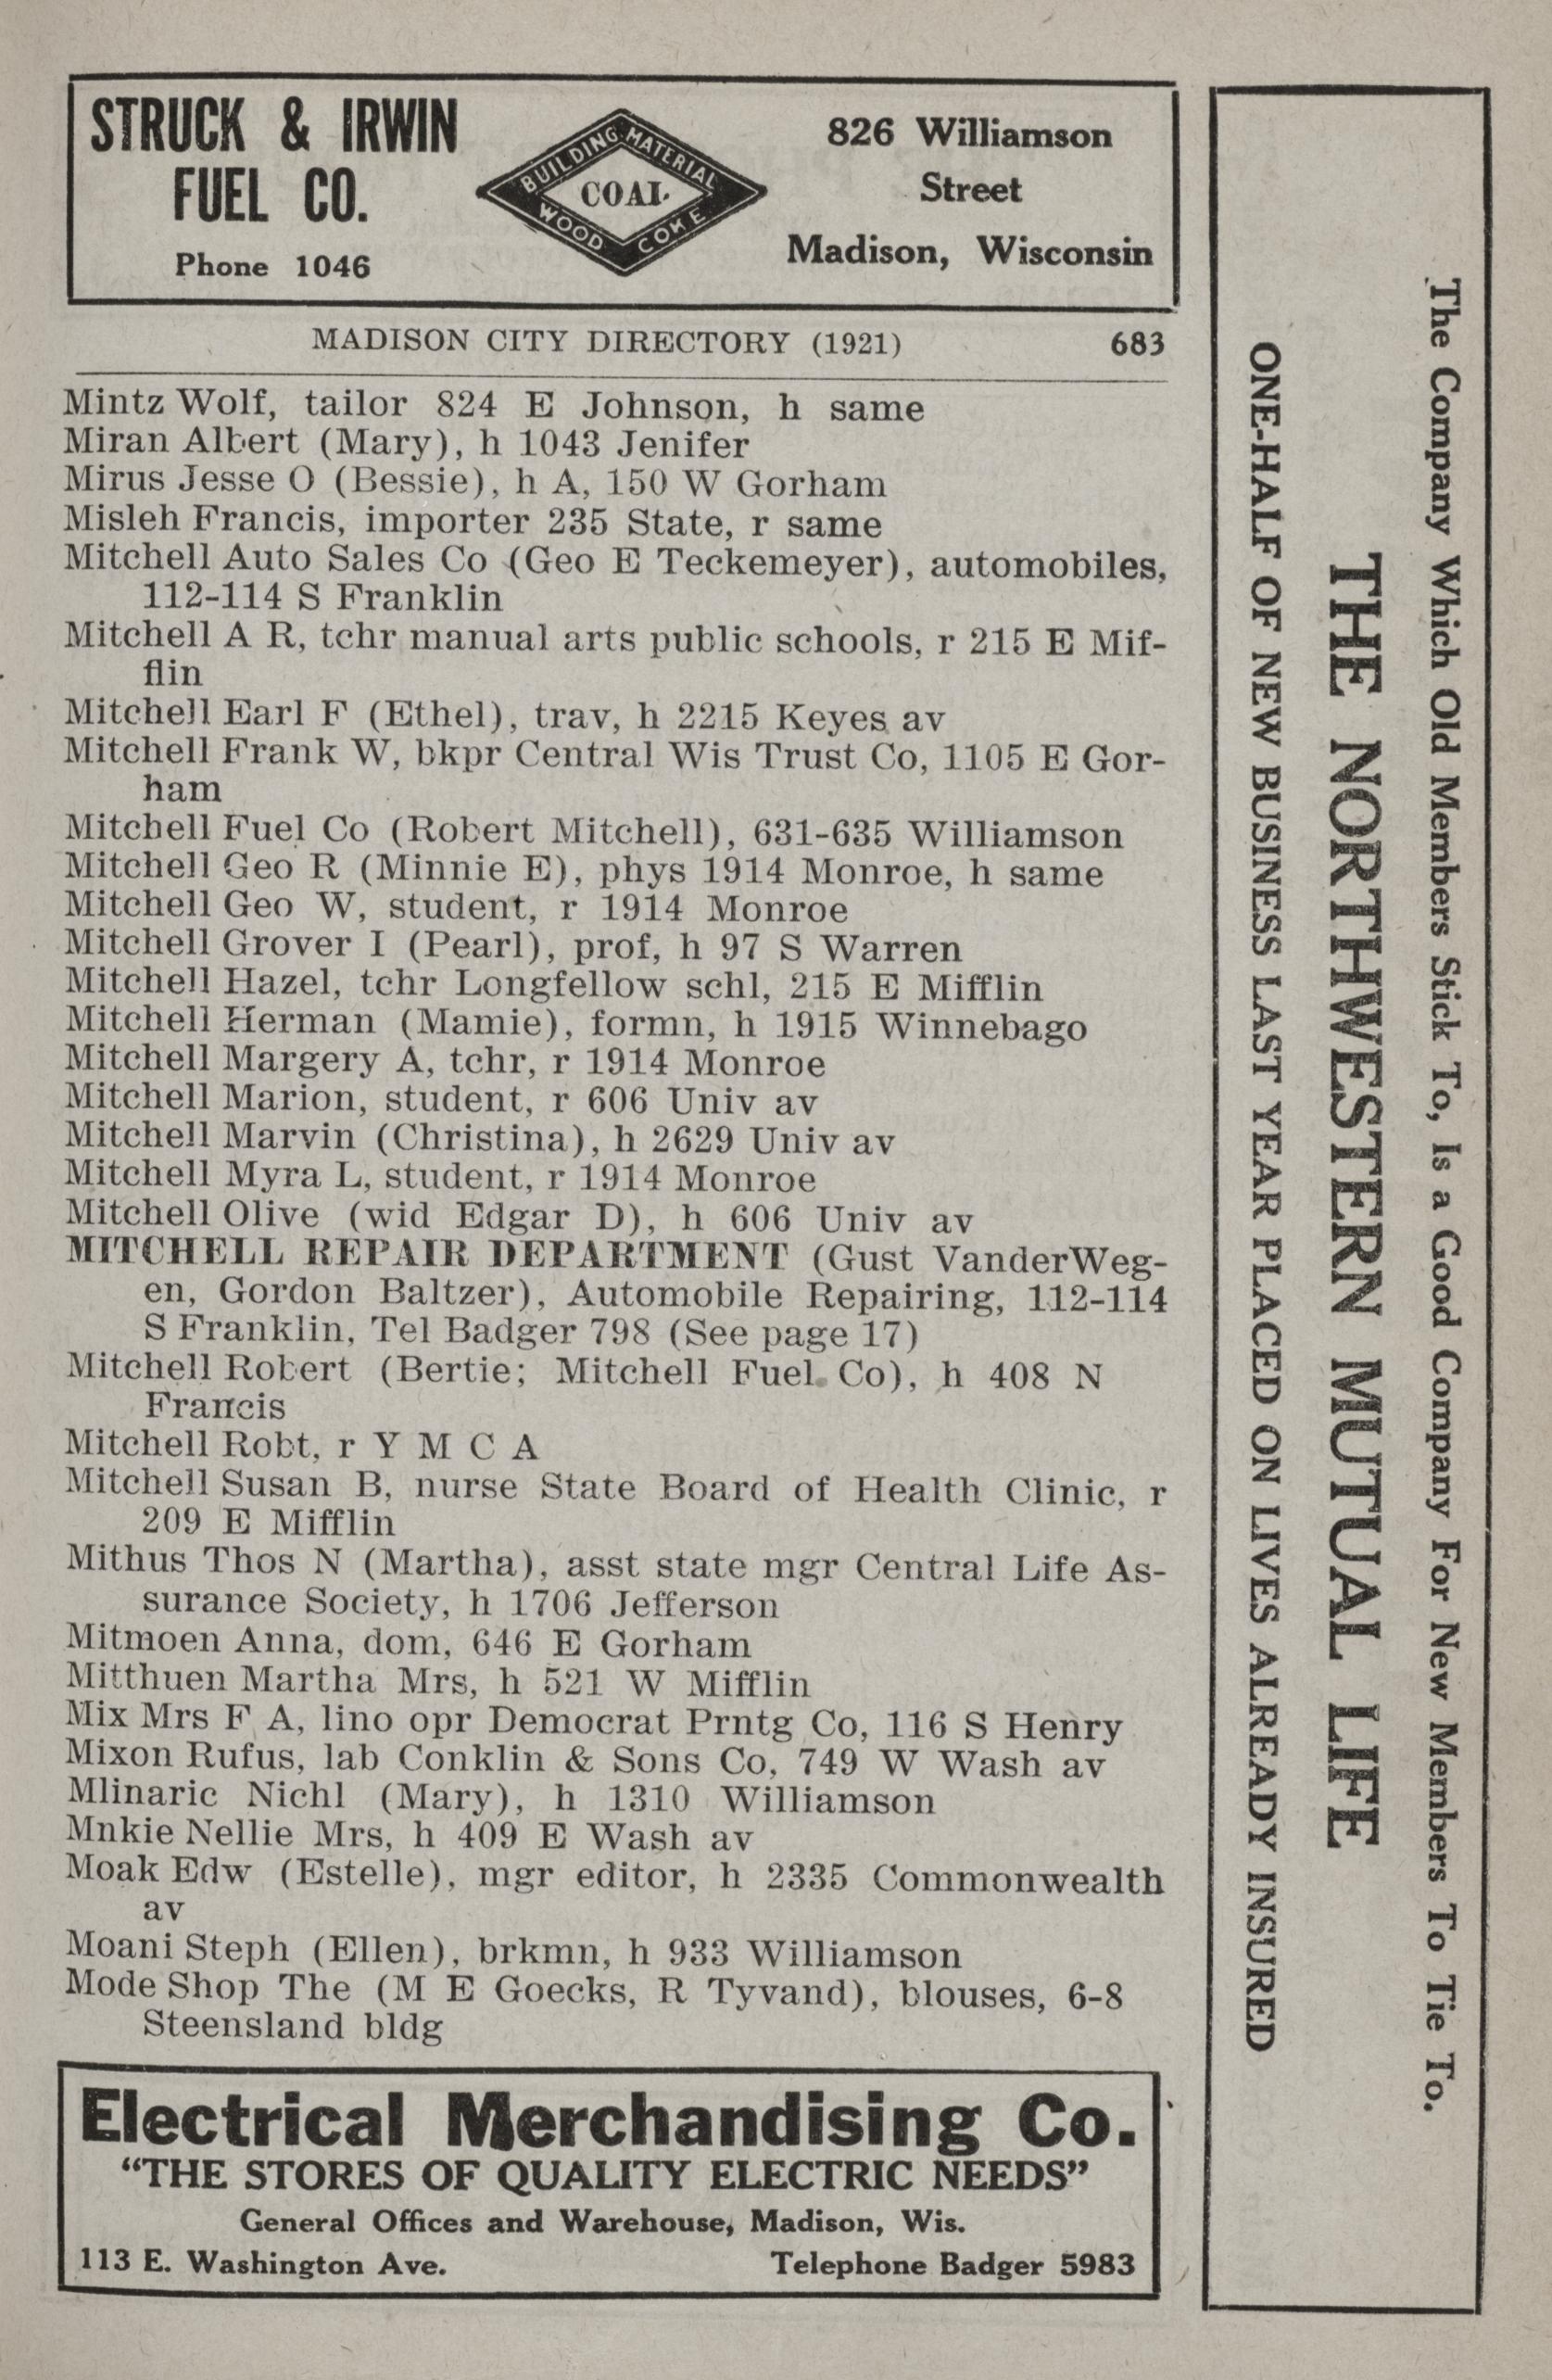 STRUCK & IRWIN
FUEL CO.
Phone 1046
BUILDING MATERIAL
COAL
WOOD COKE
826 Williamson
Street
Madison, Wisconsin
MADISON CITY DIRECTORY (1921) 683
Mintz Wolf, tailor 824 E Johnson, h same
Miran Albert (Mary), h 1043 Jenifer
Mirus Jesse O (Bessie), h A, 150 W Gorham
Misleh Francis, importer 235 State, r same
Mitchell Auto Sales Co (Geo E Teckemeyer), automobiles,
112-114 S Franklin
Mitchell A R, tchr manual arts public schools, r 215 E Mif-
flin
Mitchell Earl F (Ethel), trav, h 2215 Keyes av
Mitchell Frank W, bkpr Central Wis Trust Co, 1105 E Gor-
ham
Mitchell Fuel Co (Robert Mitchell), 631-635 Williamson
Mitchell Geo R (Minnie E), phys 1914 Monroe, h same
Mitchell Geo W, student, r 1914 Monroe
Mitchell Grover I (Pearl), prof, h 97 S Warren
Mitchell Hazel, tchr Longfellow schl, 215 E Mifflin
Mitchell Herman (Mamie), formn, h 1915 Winnebago
Mitchell Margery A, tchr, r 1914 Monroe
Mitchell Marion, student, r 606 Univ av
Mitchell Marvin (Christina), h 2629 Univ av
Mitchell Myra L, student, r 1914 Monroe
Mitchell Olive (wid Edgar D), h 606 Univ av
MITCHELL REPAIR DEPARTMENT (Gust VanderWeg-
en, Gordon Baltzer), Automobile Repairing, 112-114
S Franklin, Tel Badger 798 (See page 17)
Mitchell Robert (Bertie; Mitchell Fuel Co), h 408 N
Francis
Mitchell Robt, r Y M C A
Mitchell Susan B, nurse State Board of Health Clinic, r
209 E Mifflin
Mithus Thos N (Martha), asst state mgr Central Life As-
surance Society, h 1706 Jefferson
Mitmoen Anna, dom, 646 E Gorham
Mitthuen Martha Mrs, h 521 W Mifflin
Mix Mrs F A, lino opr Democrat Prntg Co, 116 S Henry
Mixon Rufus, lab Conklin & Sons Co, 749 W Wash av
Mlinaric Nichl (Mary), h 1310 Williamson
Mnkie Nellie Mrs, h 409 E Wash av
Moak Edw (Estelle), mgr editor, h 2335 Commonwealth
av
Moani Steph (Ellen), brkmn, h 933 Williamson
Mode Shop The (M E Goecks, R Tyvand), blouses, 6-8
Steensland bldg
Electrical Merchandising Co.
“THE STORES OF QUALITY ELECTRIC NEEDS”
General Offices and Warehouse, Madison, Wis.
113 E. Washington Ave. Telephone Badger 5983
The Company Which Old Members Stick To, Is a Good Company For New Members To Tie To.
THE NORTHWESTERN MUTUAL LIFE
ONE-HALF OF NEW BUSINESS LAST YEAR PLACED ON LIVES ALREADY INSURED